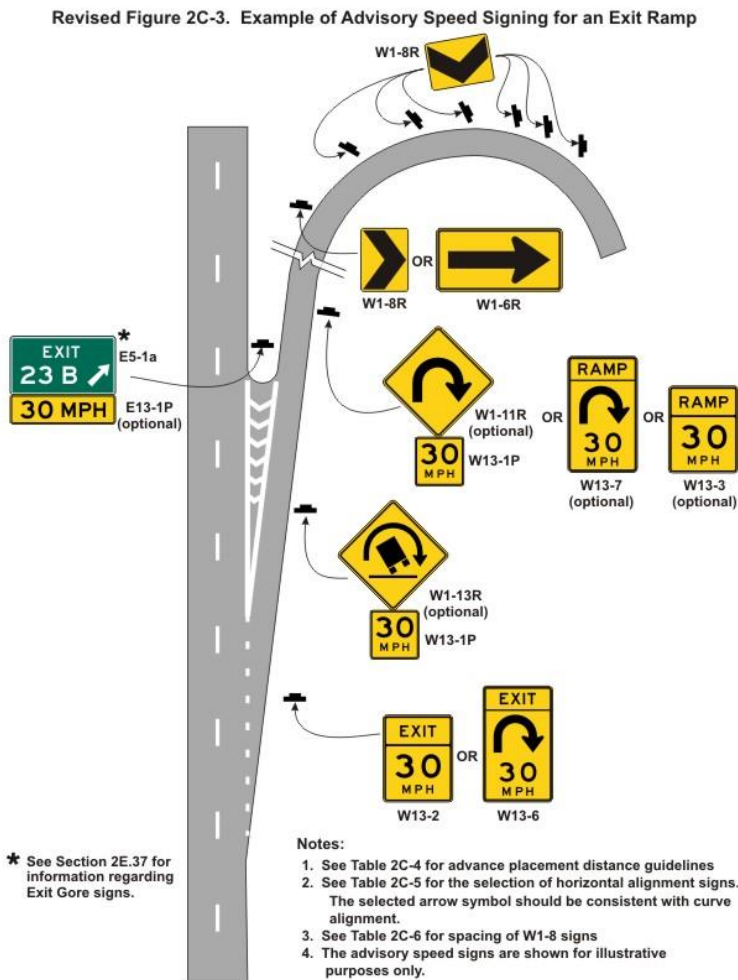 Revised Figure 2C-3. Example of Advisory Speed Signing for an Exit Ramp
W1-8R
W1-8R
OR
W1-6R
EXIT
23 B
30 MPH
*
E5-1a
E13-1P
(optional)
30
MPH
W1-11R
(optional)
W13-1P
OR
RAMP
30
MPH
W13-7
(optional)
OR
RAMP
30
MPH
W13-3
(optional)
30
MPH
W1-13R
(optional)
W13-1P
EXIT
30
MPH
W13-2
OR
EXIT
30
MPH
W13-6
* See Section 2E.37 for
information regarding
Exit Gore signs.
Notes:
1. See Table 2C-4 for advance placement distance guidelines
2. See Table 2C-5 for the selection of horizontal alignment signs.
The selected arrow symbol should be consistent with curve
alignment.
3. See Table 2C-6 for spacing of W1-8 signs
4. The advisory speed signs are shown for illustrative
purposes only.